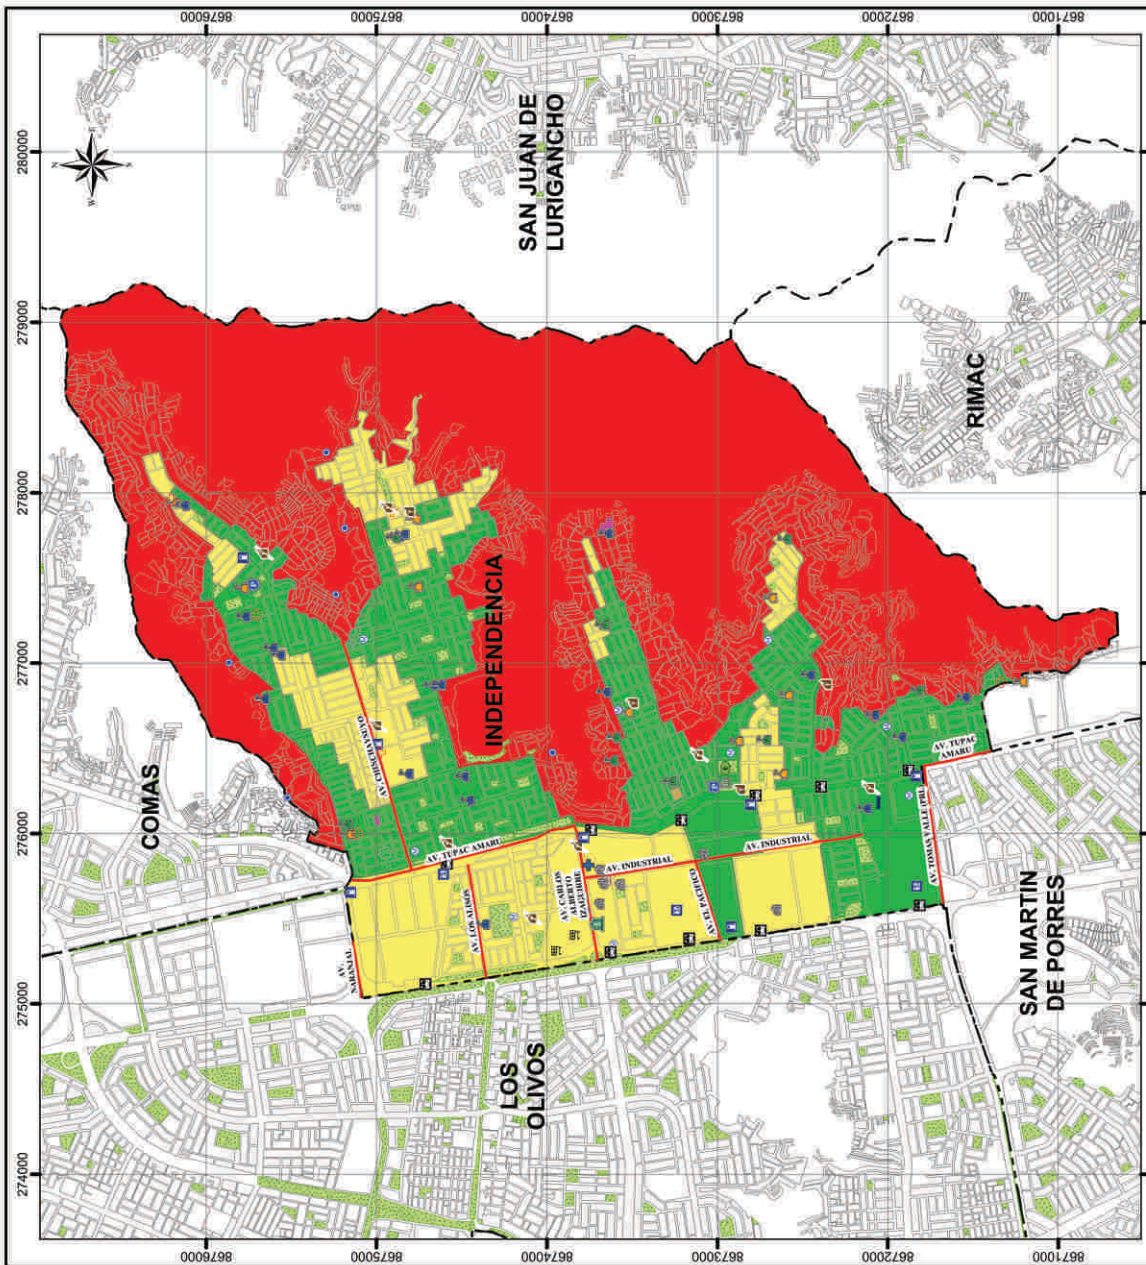 8676000
8675000
8674000
8673000
8672000
8671000
280000
279000
278000
277000
276000
275000
274000
N
E
S
W
SAN JUAN DE
LURIGANCHO
RIMAC
COMAS
INDEPENDENCIA
LOS
OLIVOS
SAN MARTIN
DE PORRES
AV. CHINCHAYSUYO
AV. TUPAC AMARU
AV. LOS ALISOS
AV.
NARANJAL
AV. CARLOS
ALBERTO
IZAGUIRRE
AV. INDUSTRIAL
AV. INDUSTRIAL
AV. EL PACIFICO
AV. TUPAC
AMARU
AV. TOMAS VALLE (PBL)
8676000
8675000
8674000
8673000
8672000
8671000